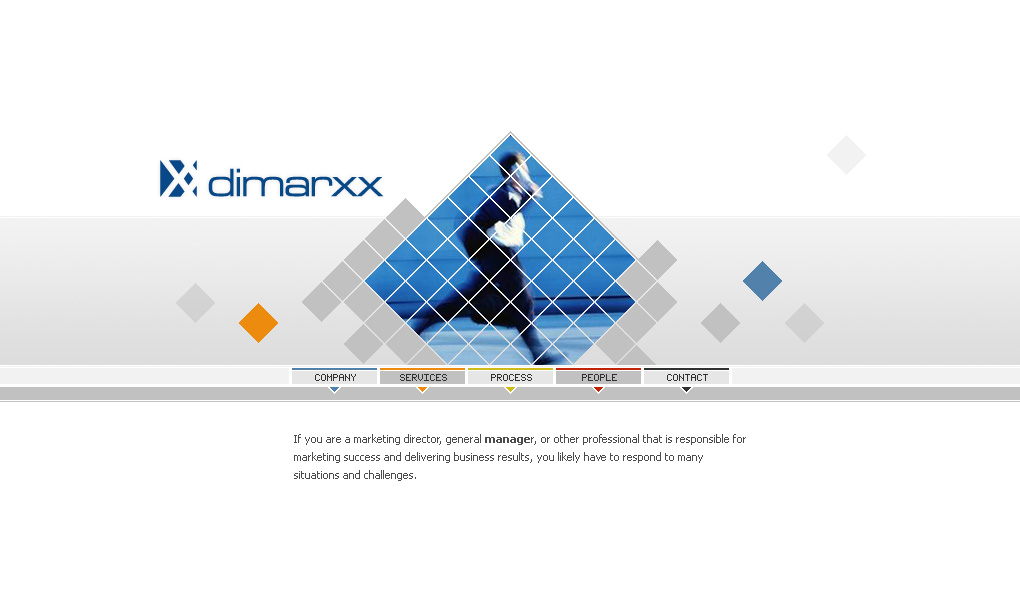 dimarxx
COMPANY
SERVICES
PROCESS
PEOPLE
CONTACT
If you are a marketing director, general manager, or other professional that is responsible for
marketing success and delivering business results, you likely have to respond to many
situations and challenges.